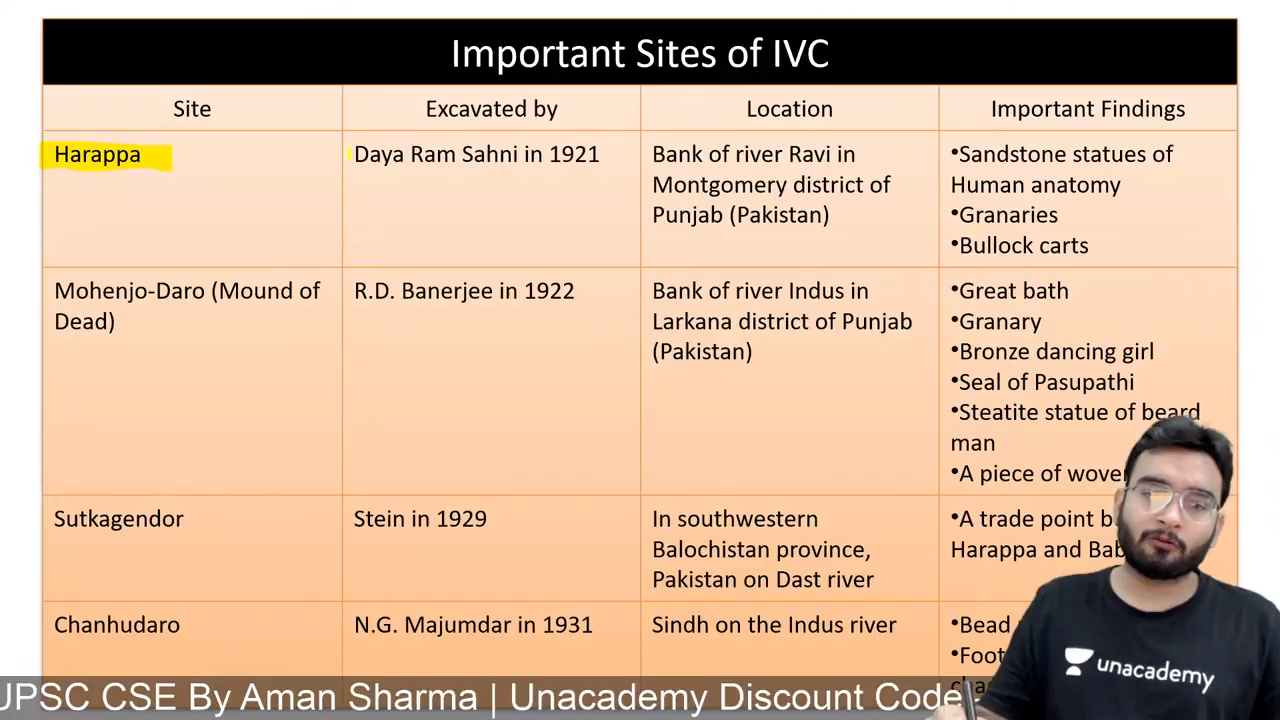 Important Sites of IVC
Site
Excavated by
Location
Important Findings
Harappa
Daya Ram Sahni in 1921
Bank of river Ravi in
Montgomery district of
Punjab (Pakistan)
•Sandstone statues of
Human anatomy
•Granaries
•Bullock carts
Mohenjo-Daro (Mound of
Dead)
R.D. Banerjee in 1922
Bank of river Indus in
Larkana district of Punjab
(Pakistan)
•Great bath
•Granary
•Bronze dancing girl
•Seal of Pasupathi
•Steatite statue of beard
man
•A piece of
Sutkagendor
Stein in 1929
In southwestern
Balochistan province,
Pakistan on Dast river
•A trade point
Harappa and
Chanhudaro
N.G. Majumdar in 1931
Sindh on the Indus river
•Bead
unacademy
UPSC CSE By Aman Sharma | Unacademy Discount Code